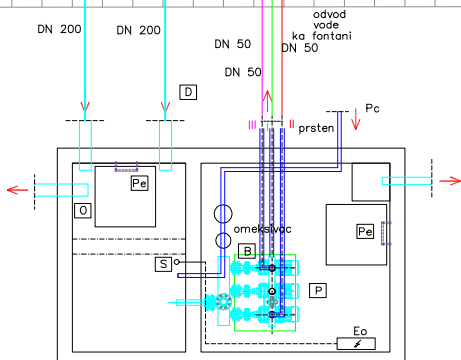 odvod
vode
ka fontani
DN 200
DN 200
DN 50
DN 50
DN 50
D
Pc
III
I
II
prsten
Pe
O
omeksivac
Pe
B
S
P
Eo